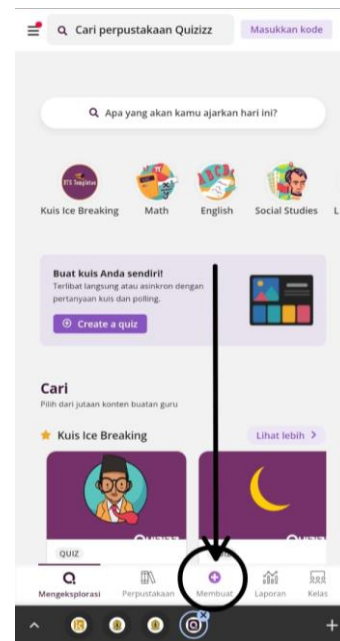 Cari perpustakaan Quizizz
Masukkan kode
Apa yang akan kamu ajarkan hari ini?
Kuis Ice Breaking
Math
English
Social Studies
L
Buat kuis Anda sendiri!
Terlibat langsung atau asinkron dengan
pertanyaan kuis dan polling.
Create a quiz
Cari
Pilih dari jutaan konten buatan guru
Kuis Ice Breaking
Lihat lebih >
QUIZ
Mengeksplorasi
Perpustakaan
Membuat
Laporan
Kelas